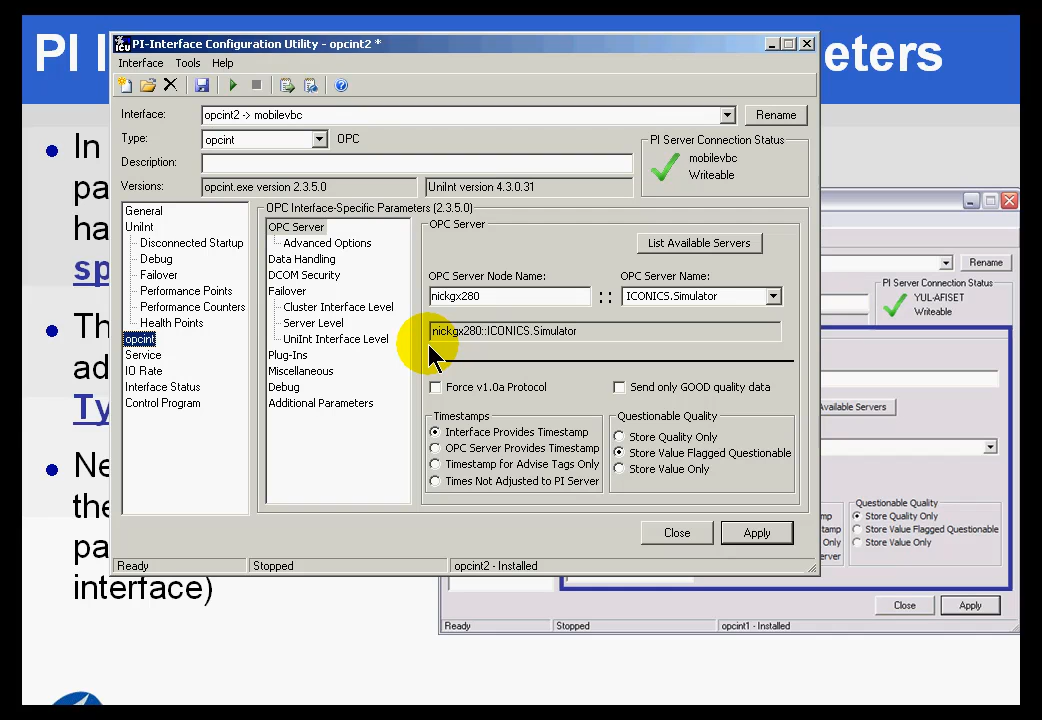 PI I
eters
PI-Interface Configuration Utility - opcint2 *
Interface Tools Help
Interface: opcint2 -> mobilevbc Rename
Type: opcint OPC
Description:
Versions: opcint.exe version 2.3.5.0 UniInt version 4.3.0.31
PI Server Connection Status
mobilevbc
Writeable
General
UniInt
Disconnected Startup
Debug
Failover
Performance Points
Performance Counters
Health Points
opcint
Service
IO Rate
Interface Status
Control Program
OPC Interface-Specific Parameters (2.3.5.0)
OPC Server
Advanced Options
Data Handling
DCOM Security
Failover
Cluster Interface Level
Server Level
UniInt Interface Level
Plug-Ins
Miscellaneous
Debug
Additional Parameters
OPC Server
List Available Servers
OPC Server Node Name: OPC Server Name:
nickgx280 :: ICONICS.Simulator
nickgx280::ICONICS.Simulator
Force v1.0a Protocol Send only GOOD quality data
Timestamps
Interface Provides Timestamp
OPC Server Provides Timestamp
Timestamp for Advise Tags Only
Times Not Adjusted to PI Server
Questionable Quality
Store Quality Only
Store Value Flagged Questionable
Store Value Only
Close Apply
Ready Stopped opcint2 - Installed
In
pa
ha
sp
Th
ad
Ty
Ne
the
pa
interface)
Rename
PI Server Connection Status
YUL-AFISET
Writeable
Available Servers
mp
tamp
Only
erver
Questionable Quality
Store Quality Only
Store Value Flagged Questionable
Store Value Only
Close Apply
Ready Stopped opcint1 - Installed